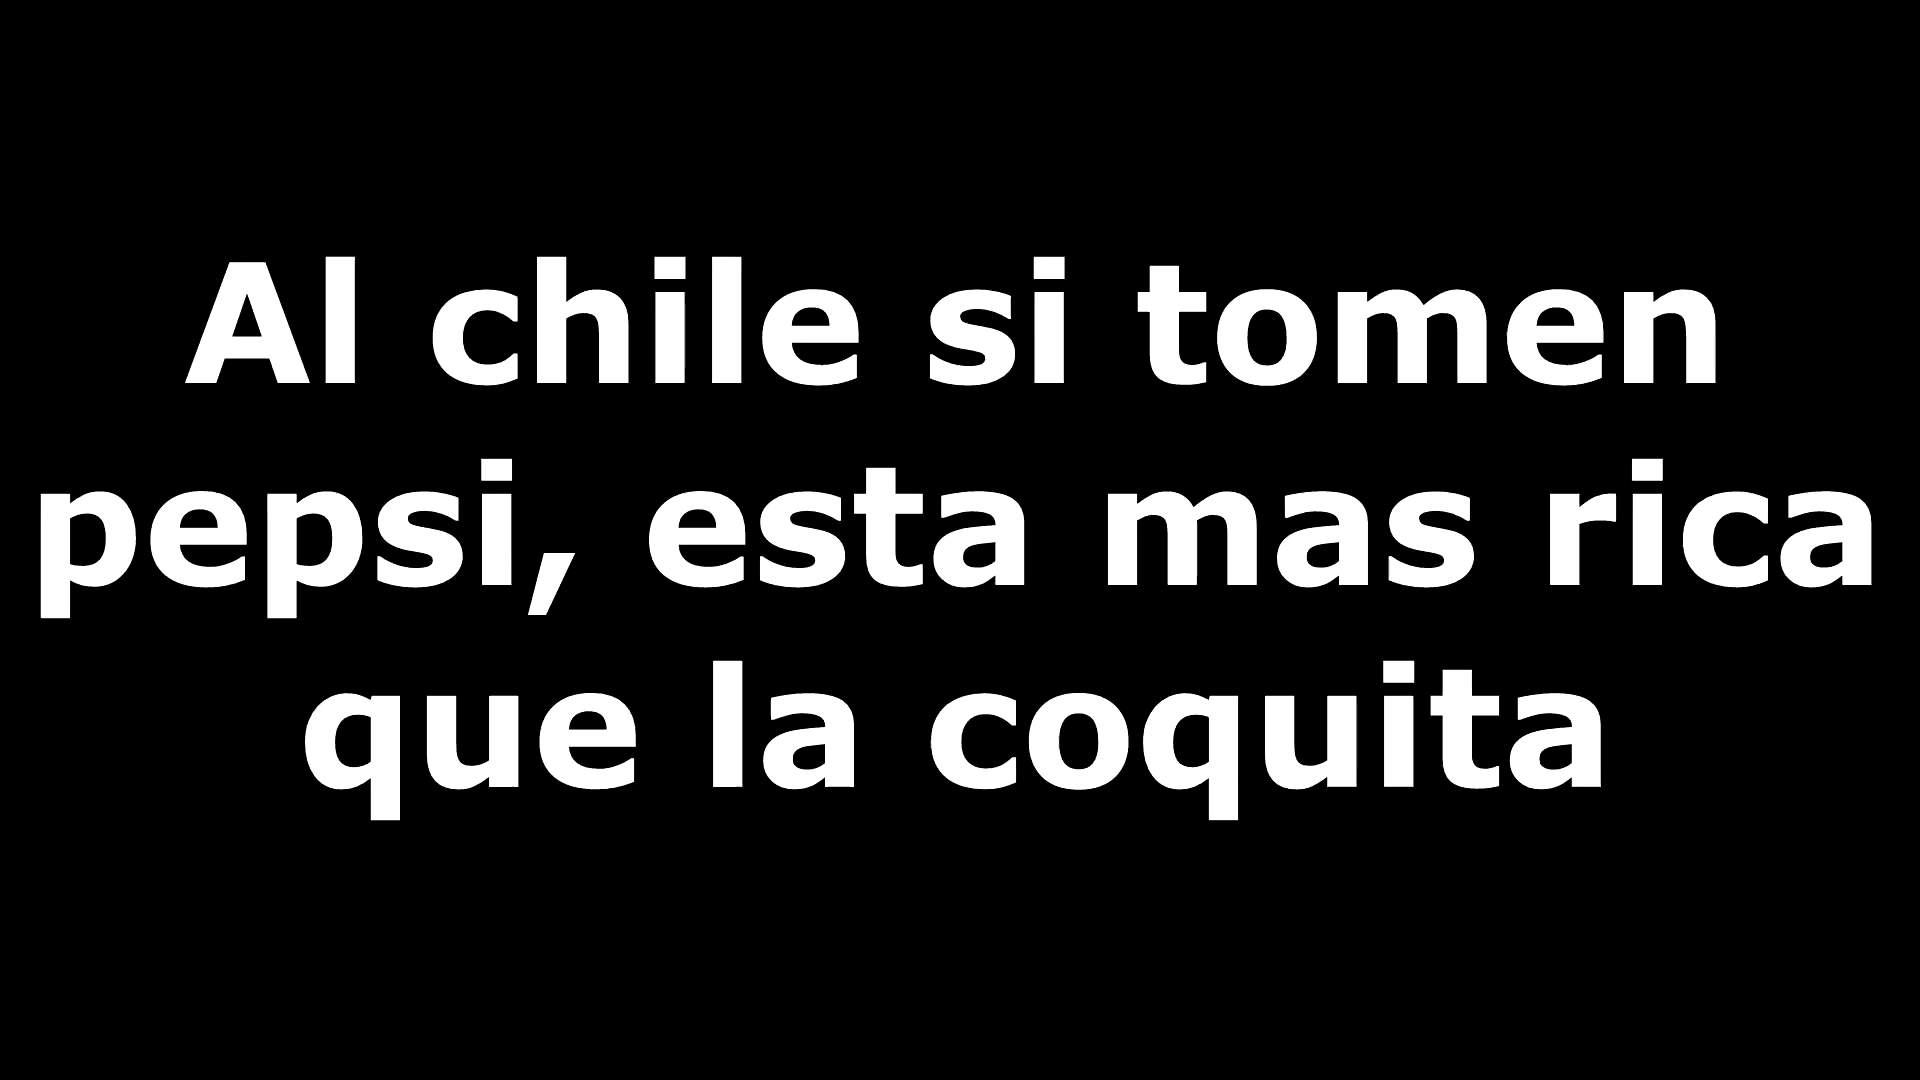 Al chile si tomen
pepsi, esta mas rica
que la coquita